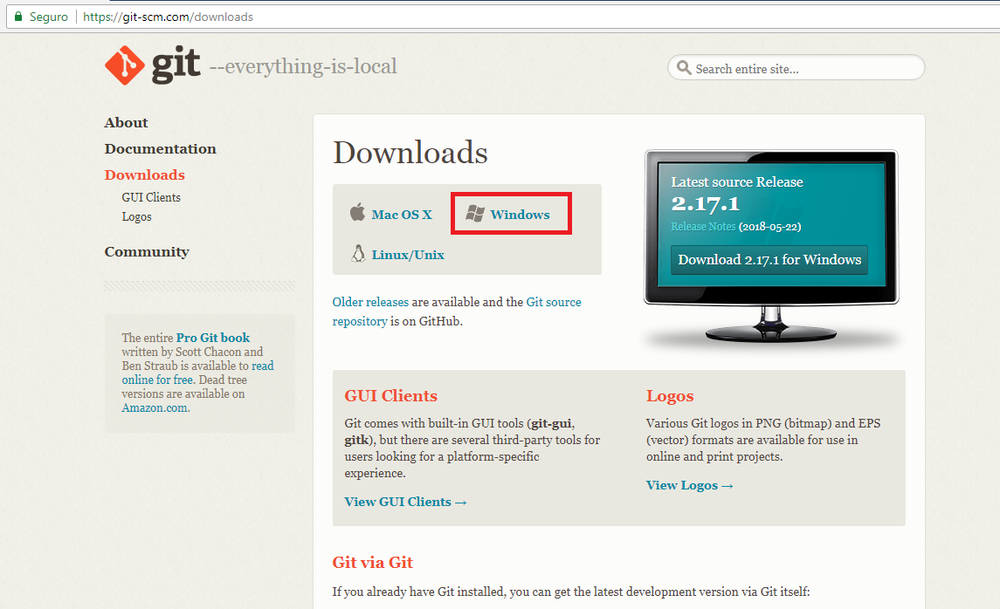 Seguro https://git-scm.com/downloads
git --everything-is-local
Search entire site...
About
Documentation
Downloads
GUI Clients
Logos
Community
The entire Pro Git book
written by Scott Chacon and
Ben Straub is available to read
online for free. Dead tree
versions are available on
Amazon.com.
Downloads
Mac OS X
Windows
Linux/Unix
Older releases are available and the Git source
repository is on GitHub.
Latest source Release
2.17.1
Release Notes (2018-05-22)
Download 2.17.1 for Windows
GUI Clients
Git comes with built-in GUI tools (git-gui,
gitk), but there are several third-party tools for
users looking for a platform-specific
experience.
View GUI Clients →
Logos
Various Git logos in PNG (bitmap) and EPS
(vector) formats are available for use in
online and print projects.
View Logos →
Git via Git
If you already have Git installed, you can get the latest development version via Git itself: